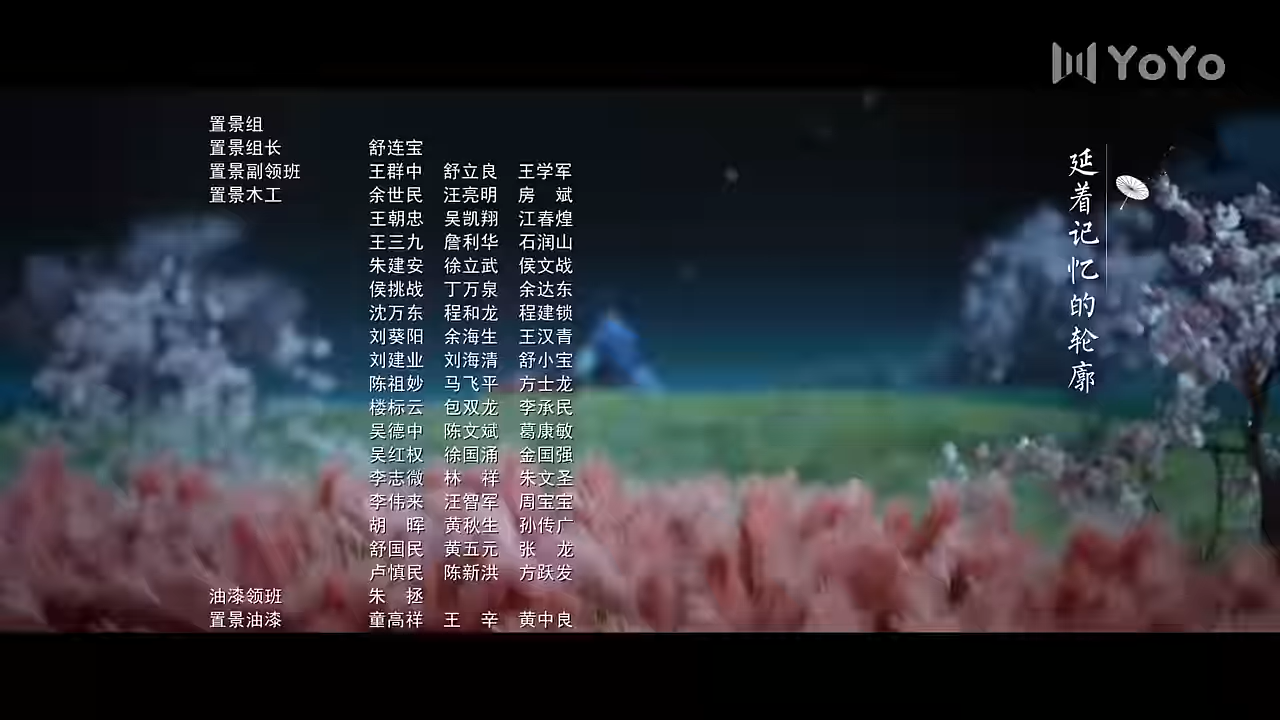 YoYo
置景组
置景组长 舒连宝
置景副领班 王群中 舒立良 王学军
置景木工 余世民 汪亮明 房 斌
王朝忠 吴凯翔 江春煌
王三九 詹利华 石润山
朱建安 徐立武 侯文战
侯挑战 丁万泉 余达东
沈万东 程和龙 程建锁
刘葵阳 余海生 王汉青
刘建业 刘海清 舒小宝
陈祖妙 马飞平 方士龙
楼标云 包双龙 李承民
吴德中 陈文斌 葛康敏
吴红权 徐国涌 金国强
李志微 林 祥 朱文圣
李伟来 汪智军 周宝宝
胡 晖 黄秋生 孙传广
舒国民 黄五元 张 龙
卢慎民 陈新洪 方跃发
油漆领班 朱 拯
置景油漆 董高祥 王 辛 黄中良
延着记忆的轮廓